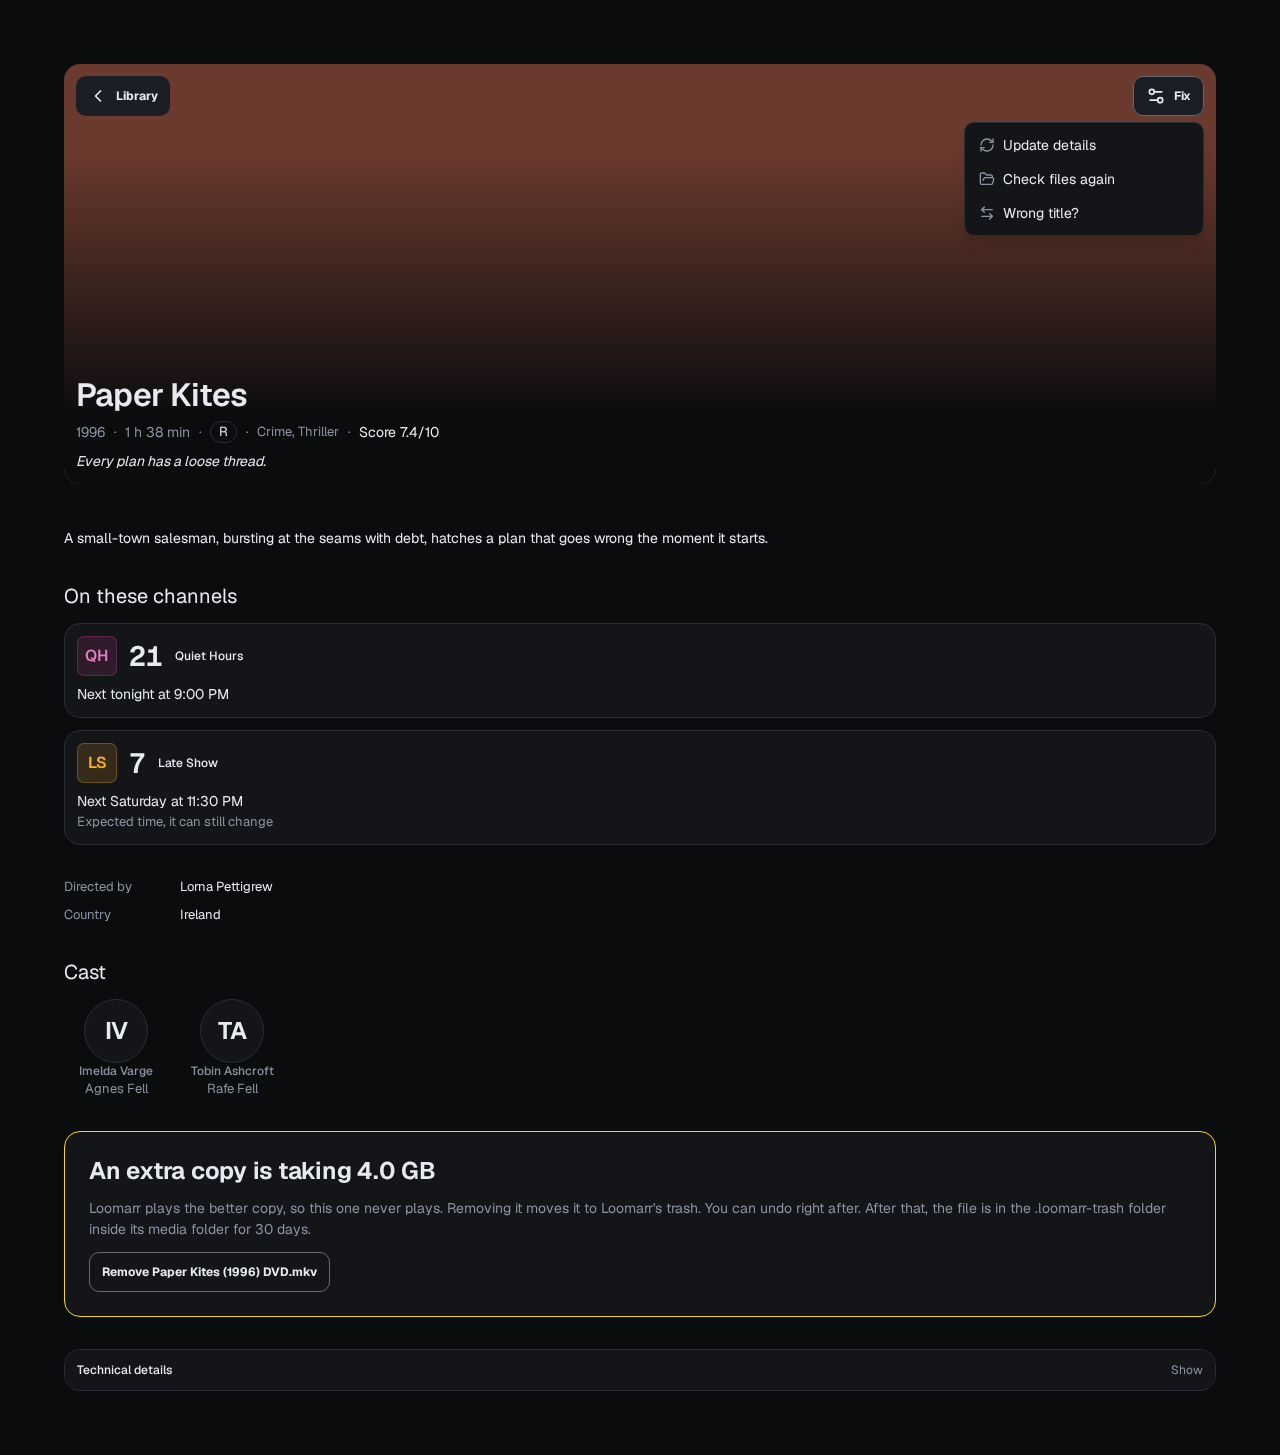 Library
Fix
Update details
Check files again
Wrong title?
Paper Kites
1996 · 1 h 38 min · R · Crime, Thriller · Score 7.4/10
Every plan has a loose thread.
A small-town salesman, bursting at the seams with debt, hatches a plan that goes wrong the moment it starts.
On these channels
QH 21 Quiet Hours
Next tonight at 9:00 PM
LS 7 Late Show
Next Saturday at 11:30 PM
Expected time, it can still change
Directed by Lorna Pettigrew
Country Ireland
Cast
IV TA
Imelda Varge Tobin Ashcroft
Agnes Fell Rafe Fell
An extra copy is taking 4.0 GB
Loomarr plays the better copy, so this one never plays. Removing it moves it to Loomarr's trash. You can undo right after. After that, the file is in the .loomarr-trash folder
inside its media folder for 30 days.
Remove Paper Kites (1996) DVD.mkv
Technical details Show